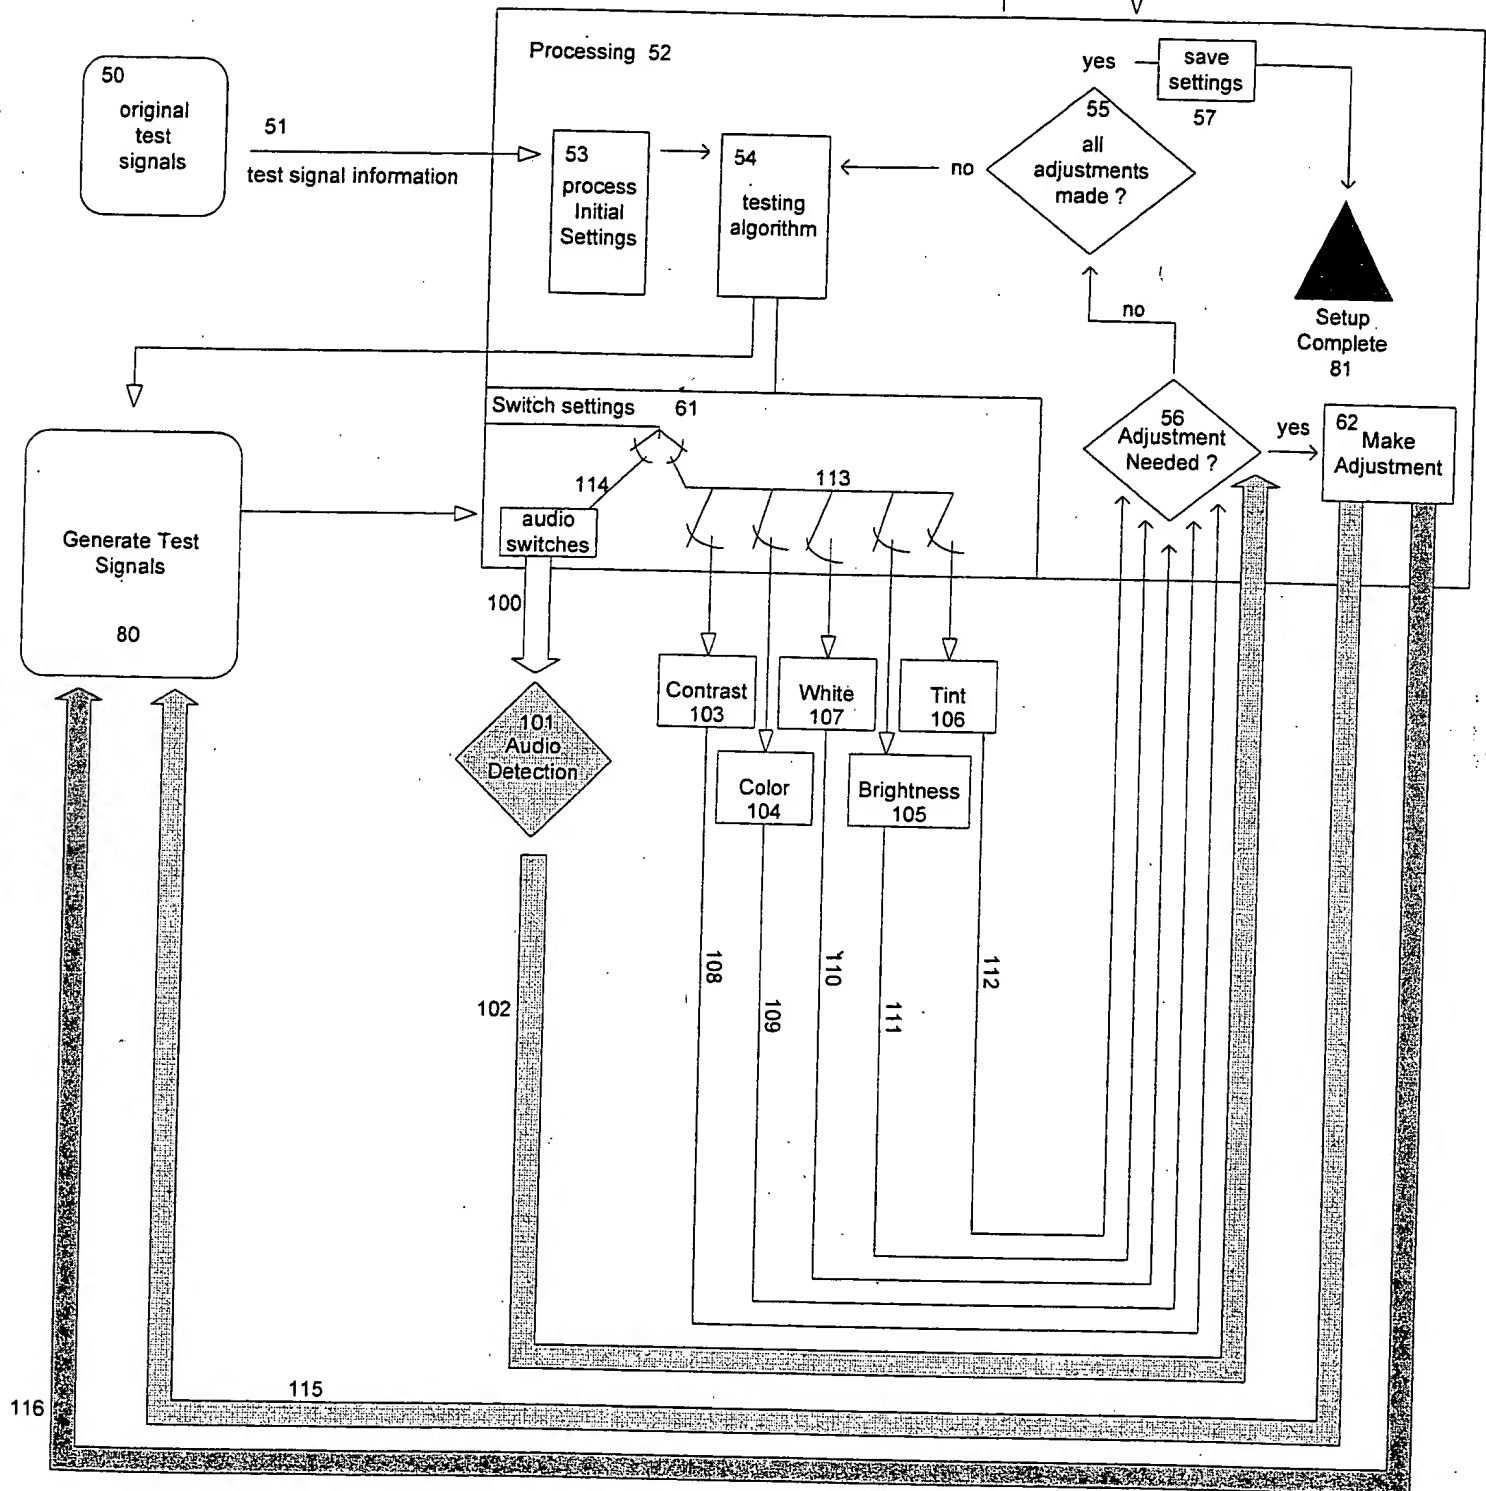 Processing 52
50
original
test
signals
51
test signal information
53
process
Initial
Settings
54
testing
algorithm
no
55
all
adjustments
made ?
yes
save
settings
57
Setup
Complete
81
no
56
Adjustment
Needed ?
yes
62
Make
Adjustment
Switch settings 61
114
113
audio
switches
Generate Test
Signals
80
100
101
Audio
Detection
Contrast
103
White
107
Tint
106
Color
104
Brightness
105
102
108
109
110
111
112
115
116